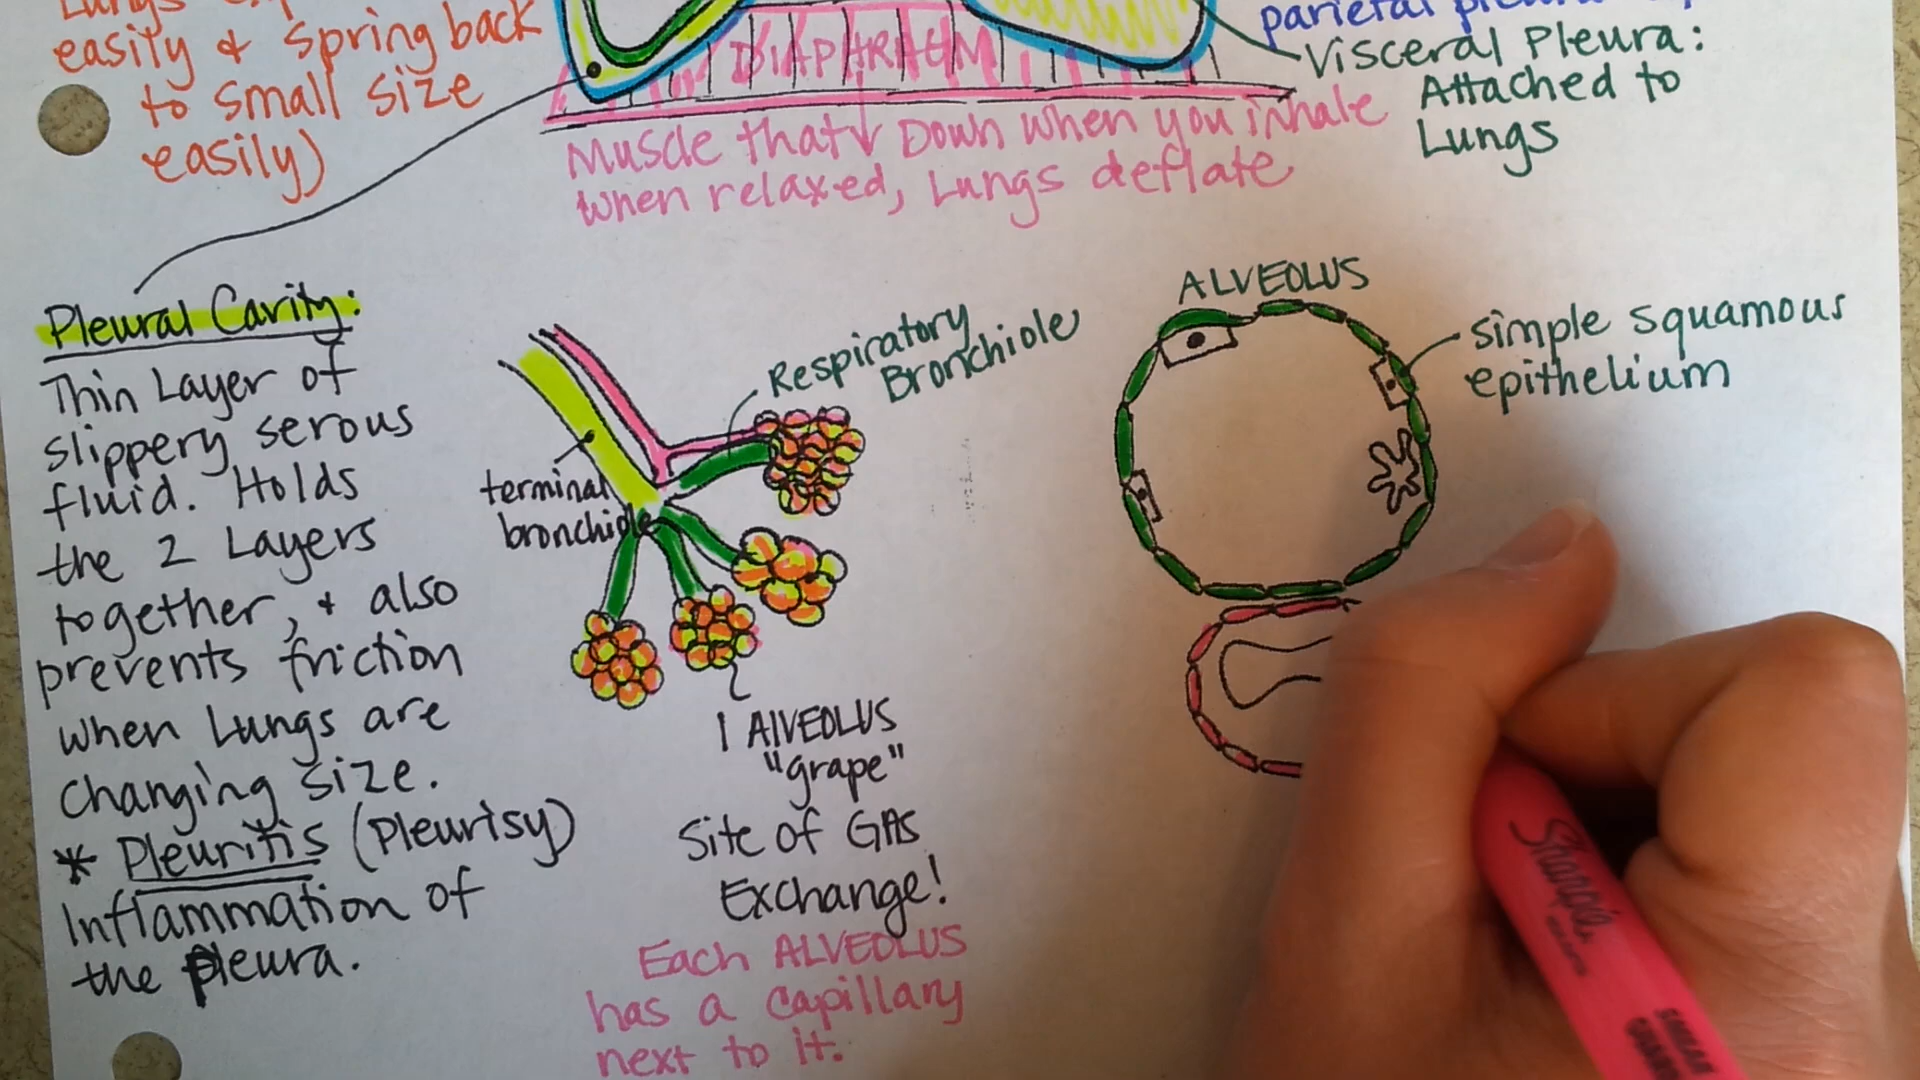 easily & Spring back
to small size
easily)
DIAPHRAGM
Muscle that ↓ Down when you inhale
when relaxed, Lungs deflate
Visceral Pleura:
Attached to
Lungs
Pleural Cavity:
Thin Layer of
slippery serous
fluid. Holds
the 2 Layers
together, & also
prevents friction
when Lungs are
changing size.
* Pleuritis (Pleurisy)
Inflammation of
the pleura.
Respiratory
Bronchiole
terminal
bronchiole
1 AlVEOLUS
"grape"
Site of GAS
Exchange!
Each ALVEOLUS
has a capillary
next to it.
ALVEOLUS
simple squamous
epithelium
Sharpie
SMEAR
GUARD